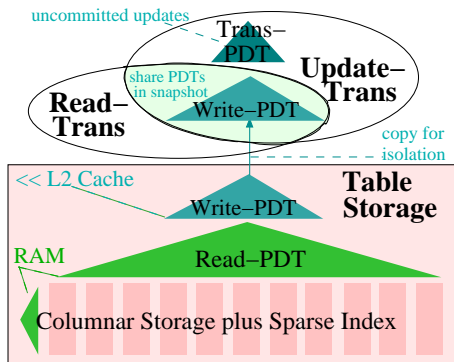 uncommitted updates
Trans–
PDT
Update–
Trans
share PDTs
in snapshot
Read–
Trans
Write–PDT
copy for
isolation
<< L2 Cache
Table
Storage
Write–PDT
RAM
Read–PDT
Columnar Storage plus Sparse Index